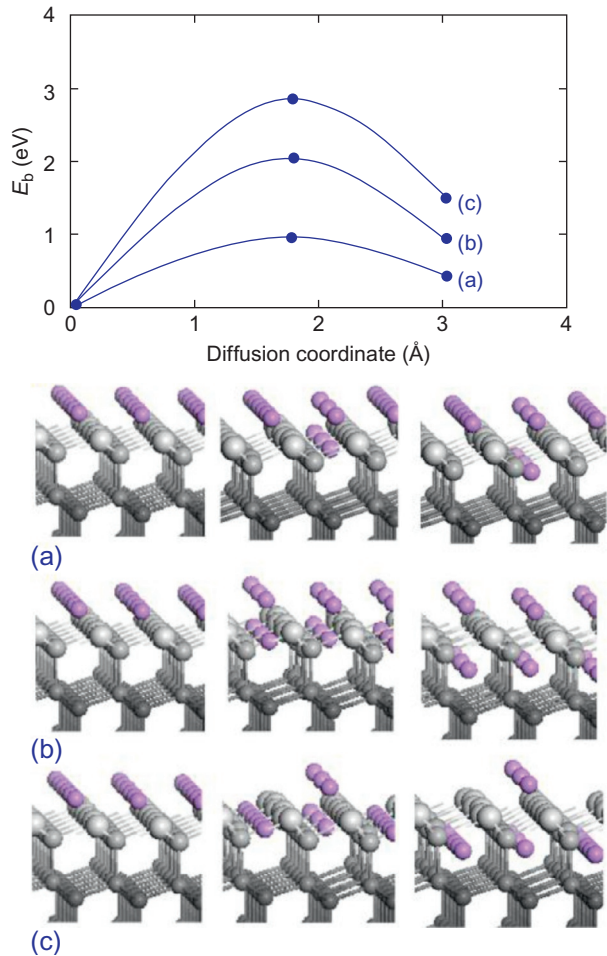 4
3
2
1
0
E_b (eV)
(c)
(b)
(a)
0 1 2 3 4
Diffusion coordinate (Å)
(a)
(b)
(c)